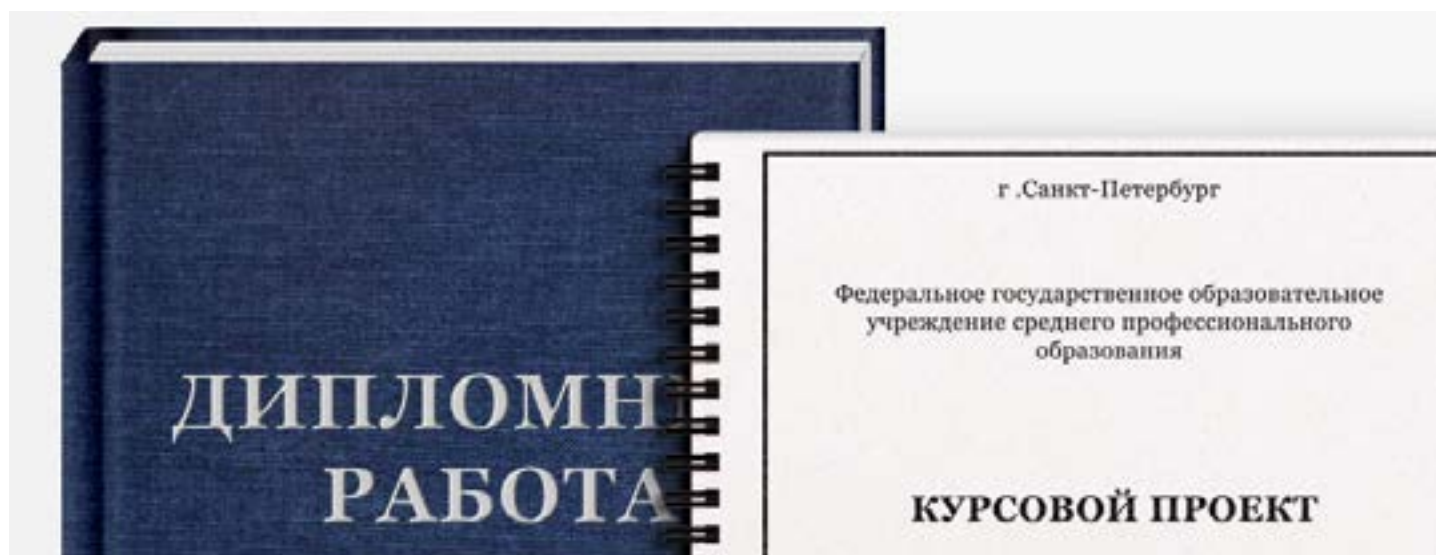 ДИПЛОМН
РАБОТА
г .Санкт-Петербург
Федеральное государственное образовательное
учреждение среднего профессионального
образования
КУРСОВОЙ ПРОЕКТ